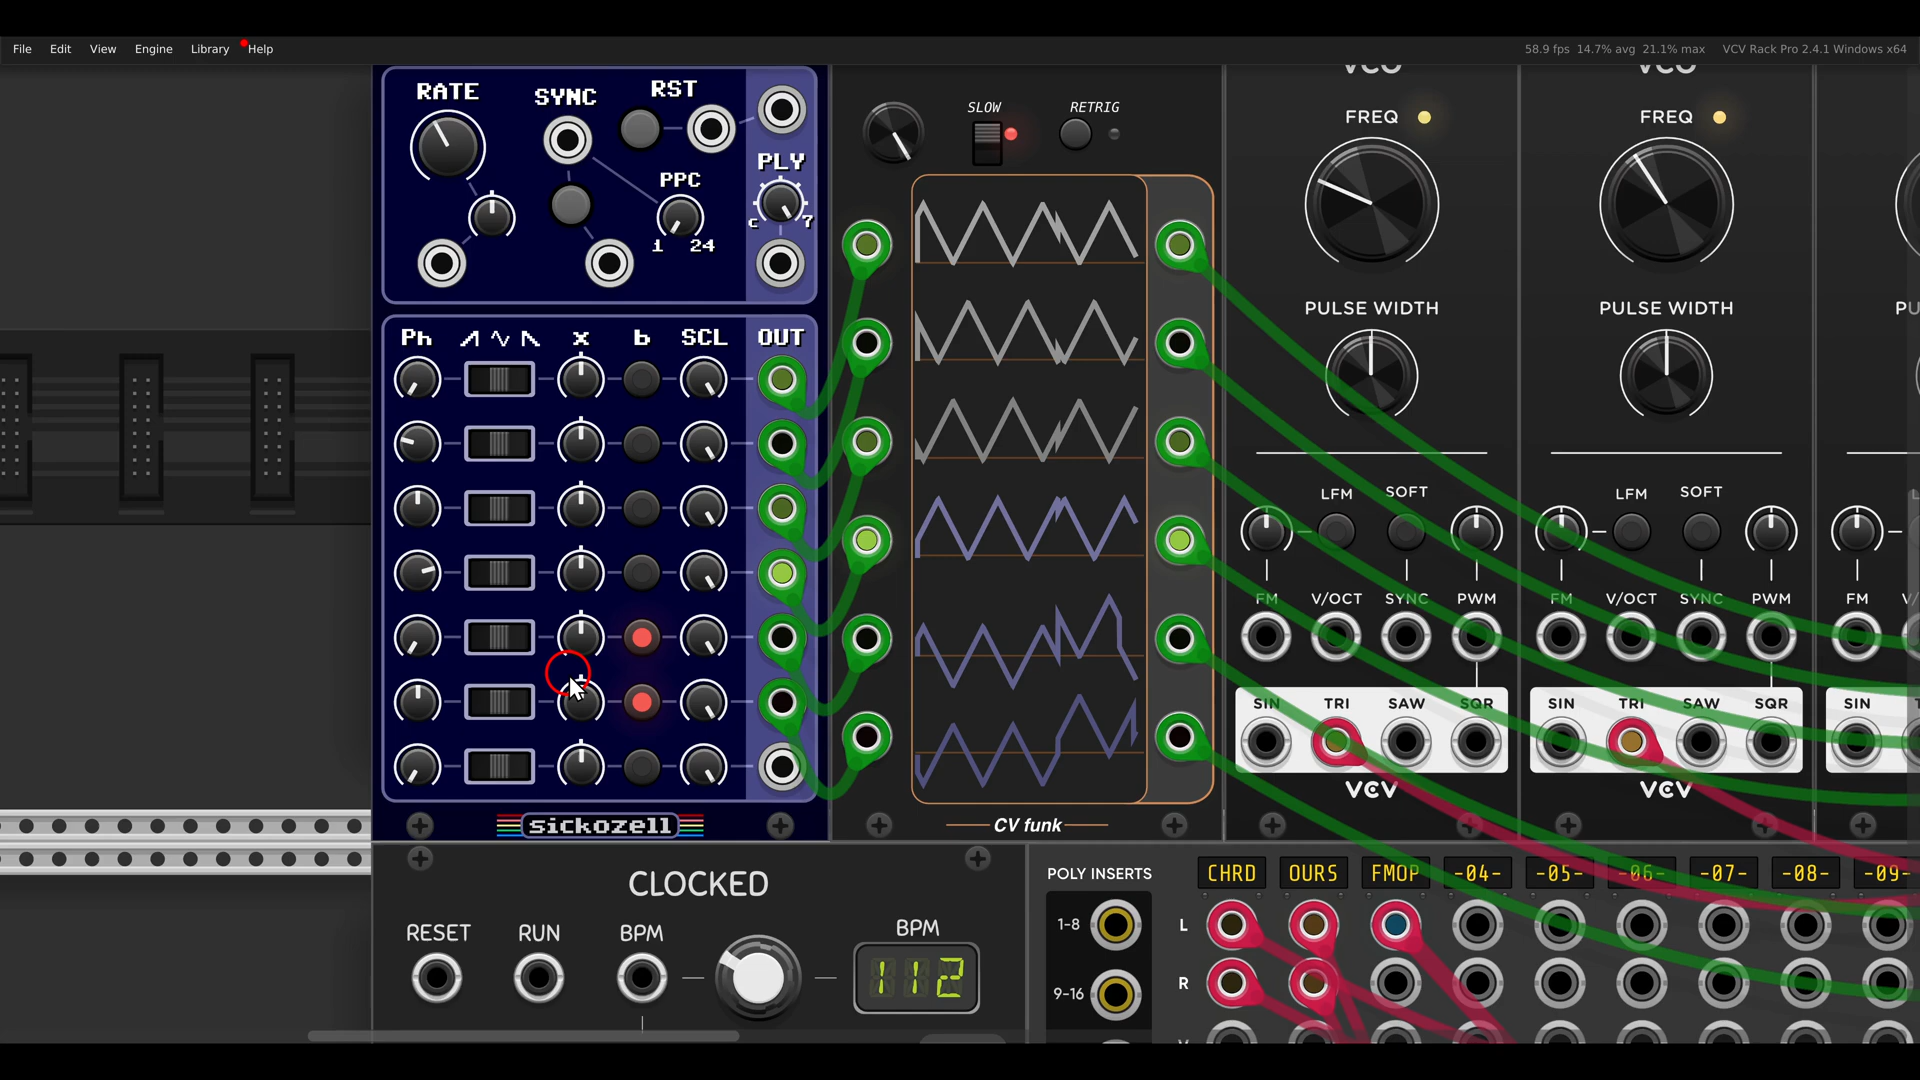 File Edit View Engine Library Help
58.9 fps 14.7% avg 21.1% max VCV Rack Pro 2.4.1 Windows x64
RATE SYNC RST
PLY
PPC
C 7
1 24
Ph x b SCL OUT
sickozell
SLOW RETRIG
CV funk
VCO VCO
FREQ FREQ
PULSE WIDTH PULSE WIDTH
LFM SOFT LFM SOFT
FM V/OCT SYNC PWM FM V/OCT SYNC PWM FM
SIN TRI SAW SQR SIN TRI SAW SQR SIN
VCV VCV
CLOCKED
RESET RUN BPM BPM
112
POLY INSERTS CHRD OURS FMOP -04- -05- -06- -07- -08- -09-
1-8 L
9-16 R